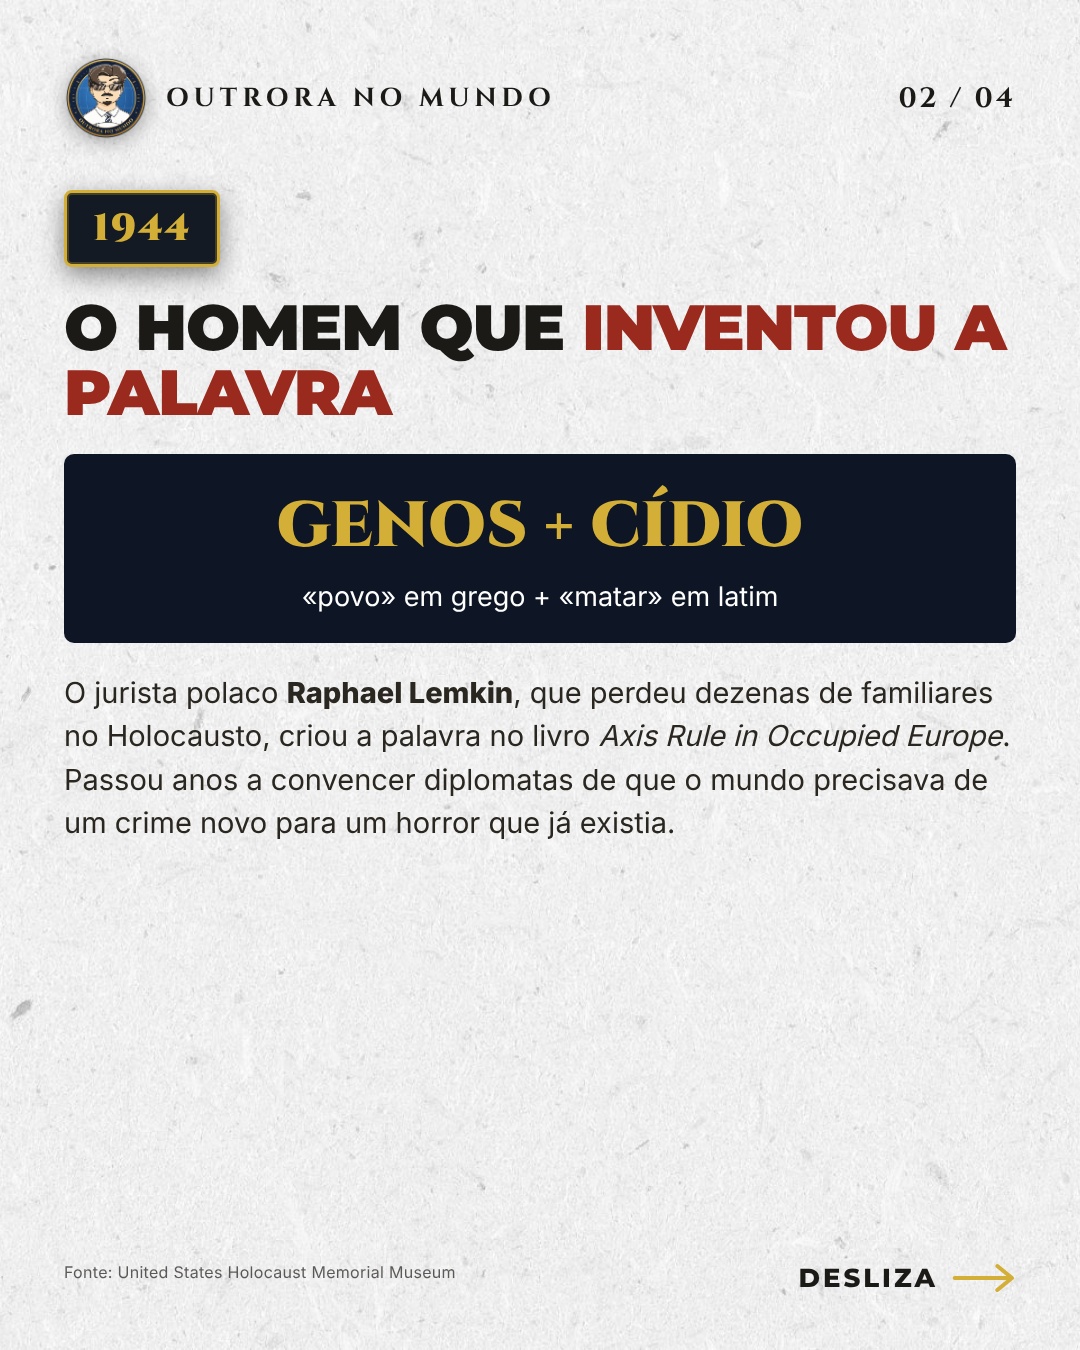 OUTRORA NO MUNDO
02 / 04
1944
O HOMEM QUE INVENTOU A
PALAVRA
GENOS + CÍDIO
«povo» em grego + «matar» em latim
O jurista polaco Raphael Lemkin, que perdeu dezenas de familiares
no Holocausto, criou a palavra no livro Axis Rule in Occupied Europe.
Passou anos a convencer diplomatas de que o mundo precisava de
um crime novo para um horror que já existia.
Fonte: United States Holocaust Memorial Museum
DESLIZA